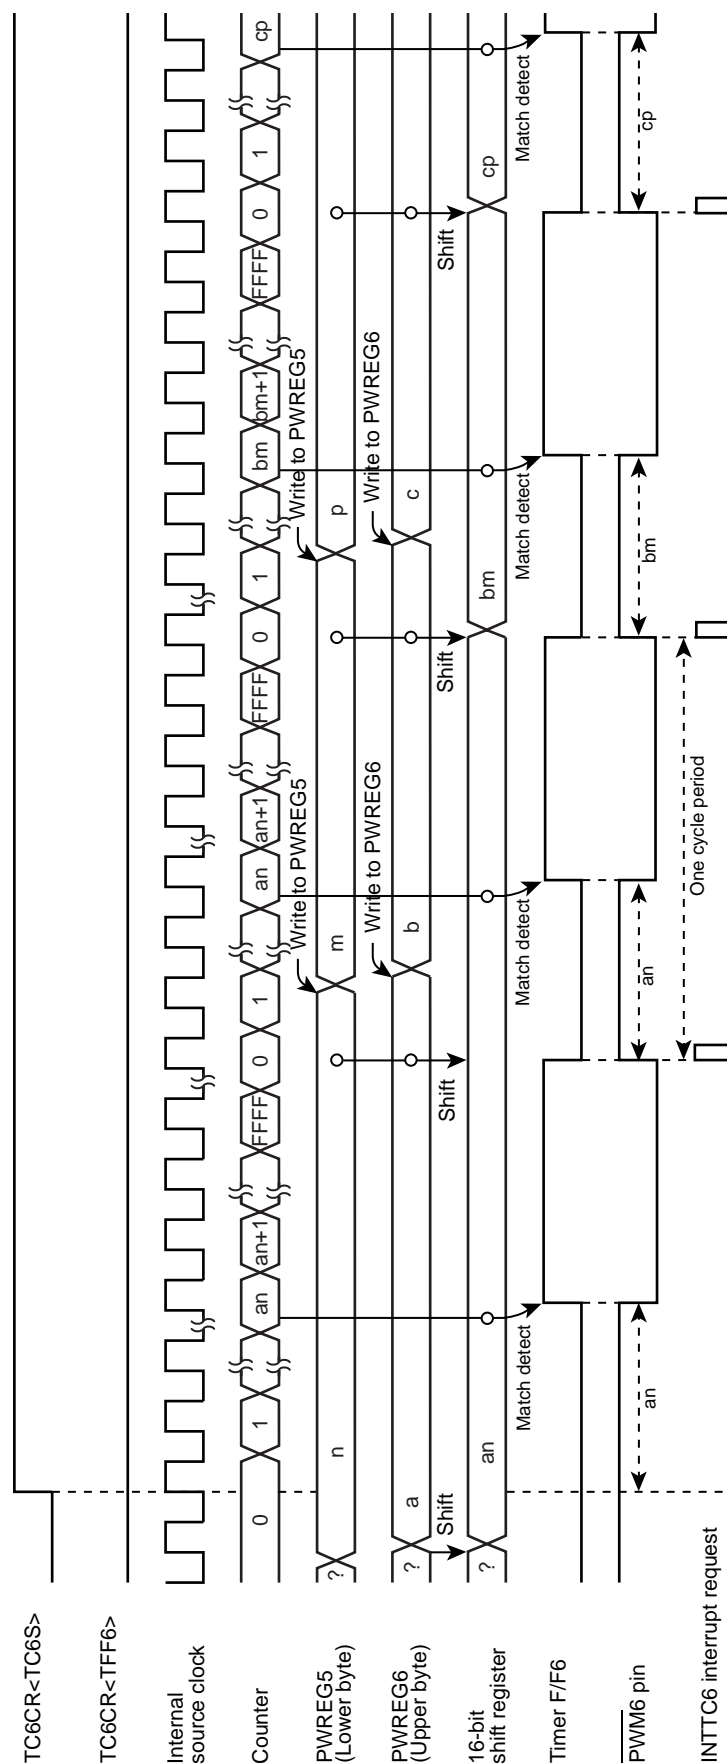 TC6CR<TC6S>
TC6CR<TFF6>
Internal
source clock
Counter
0
1
an
an+1
FFFF
0
1
an
an+1
FFFF
0
1
bm
bm+1
FFFF
0
1
cp
Write to PWREG5
Write to PWREG5
PWREG5
(Lower byte)
?
n
m
p
Write to PWREG6
Write to PWREG6
PWREG6
(Upper byte)
?
a
b
c
Shift
Shift
Shift
Shift
16-bit
shift register
?
an
bm
cp
Match detect
Match detect
Match detect
Match detect
Timer F/F6
PWM6 pin
an
an
bm
cp
One cycle period
INTTC6 interrupt request